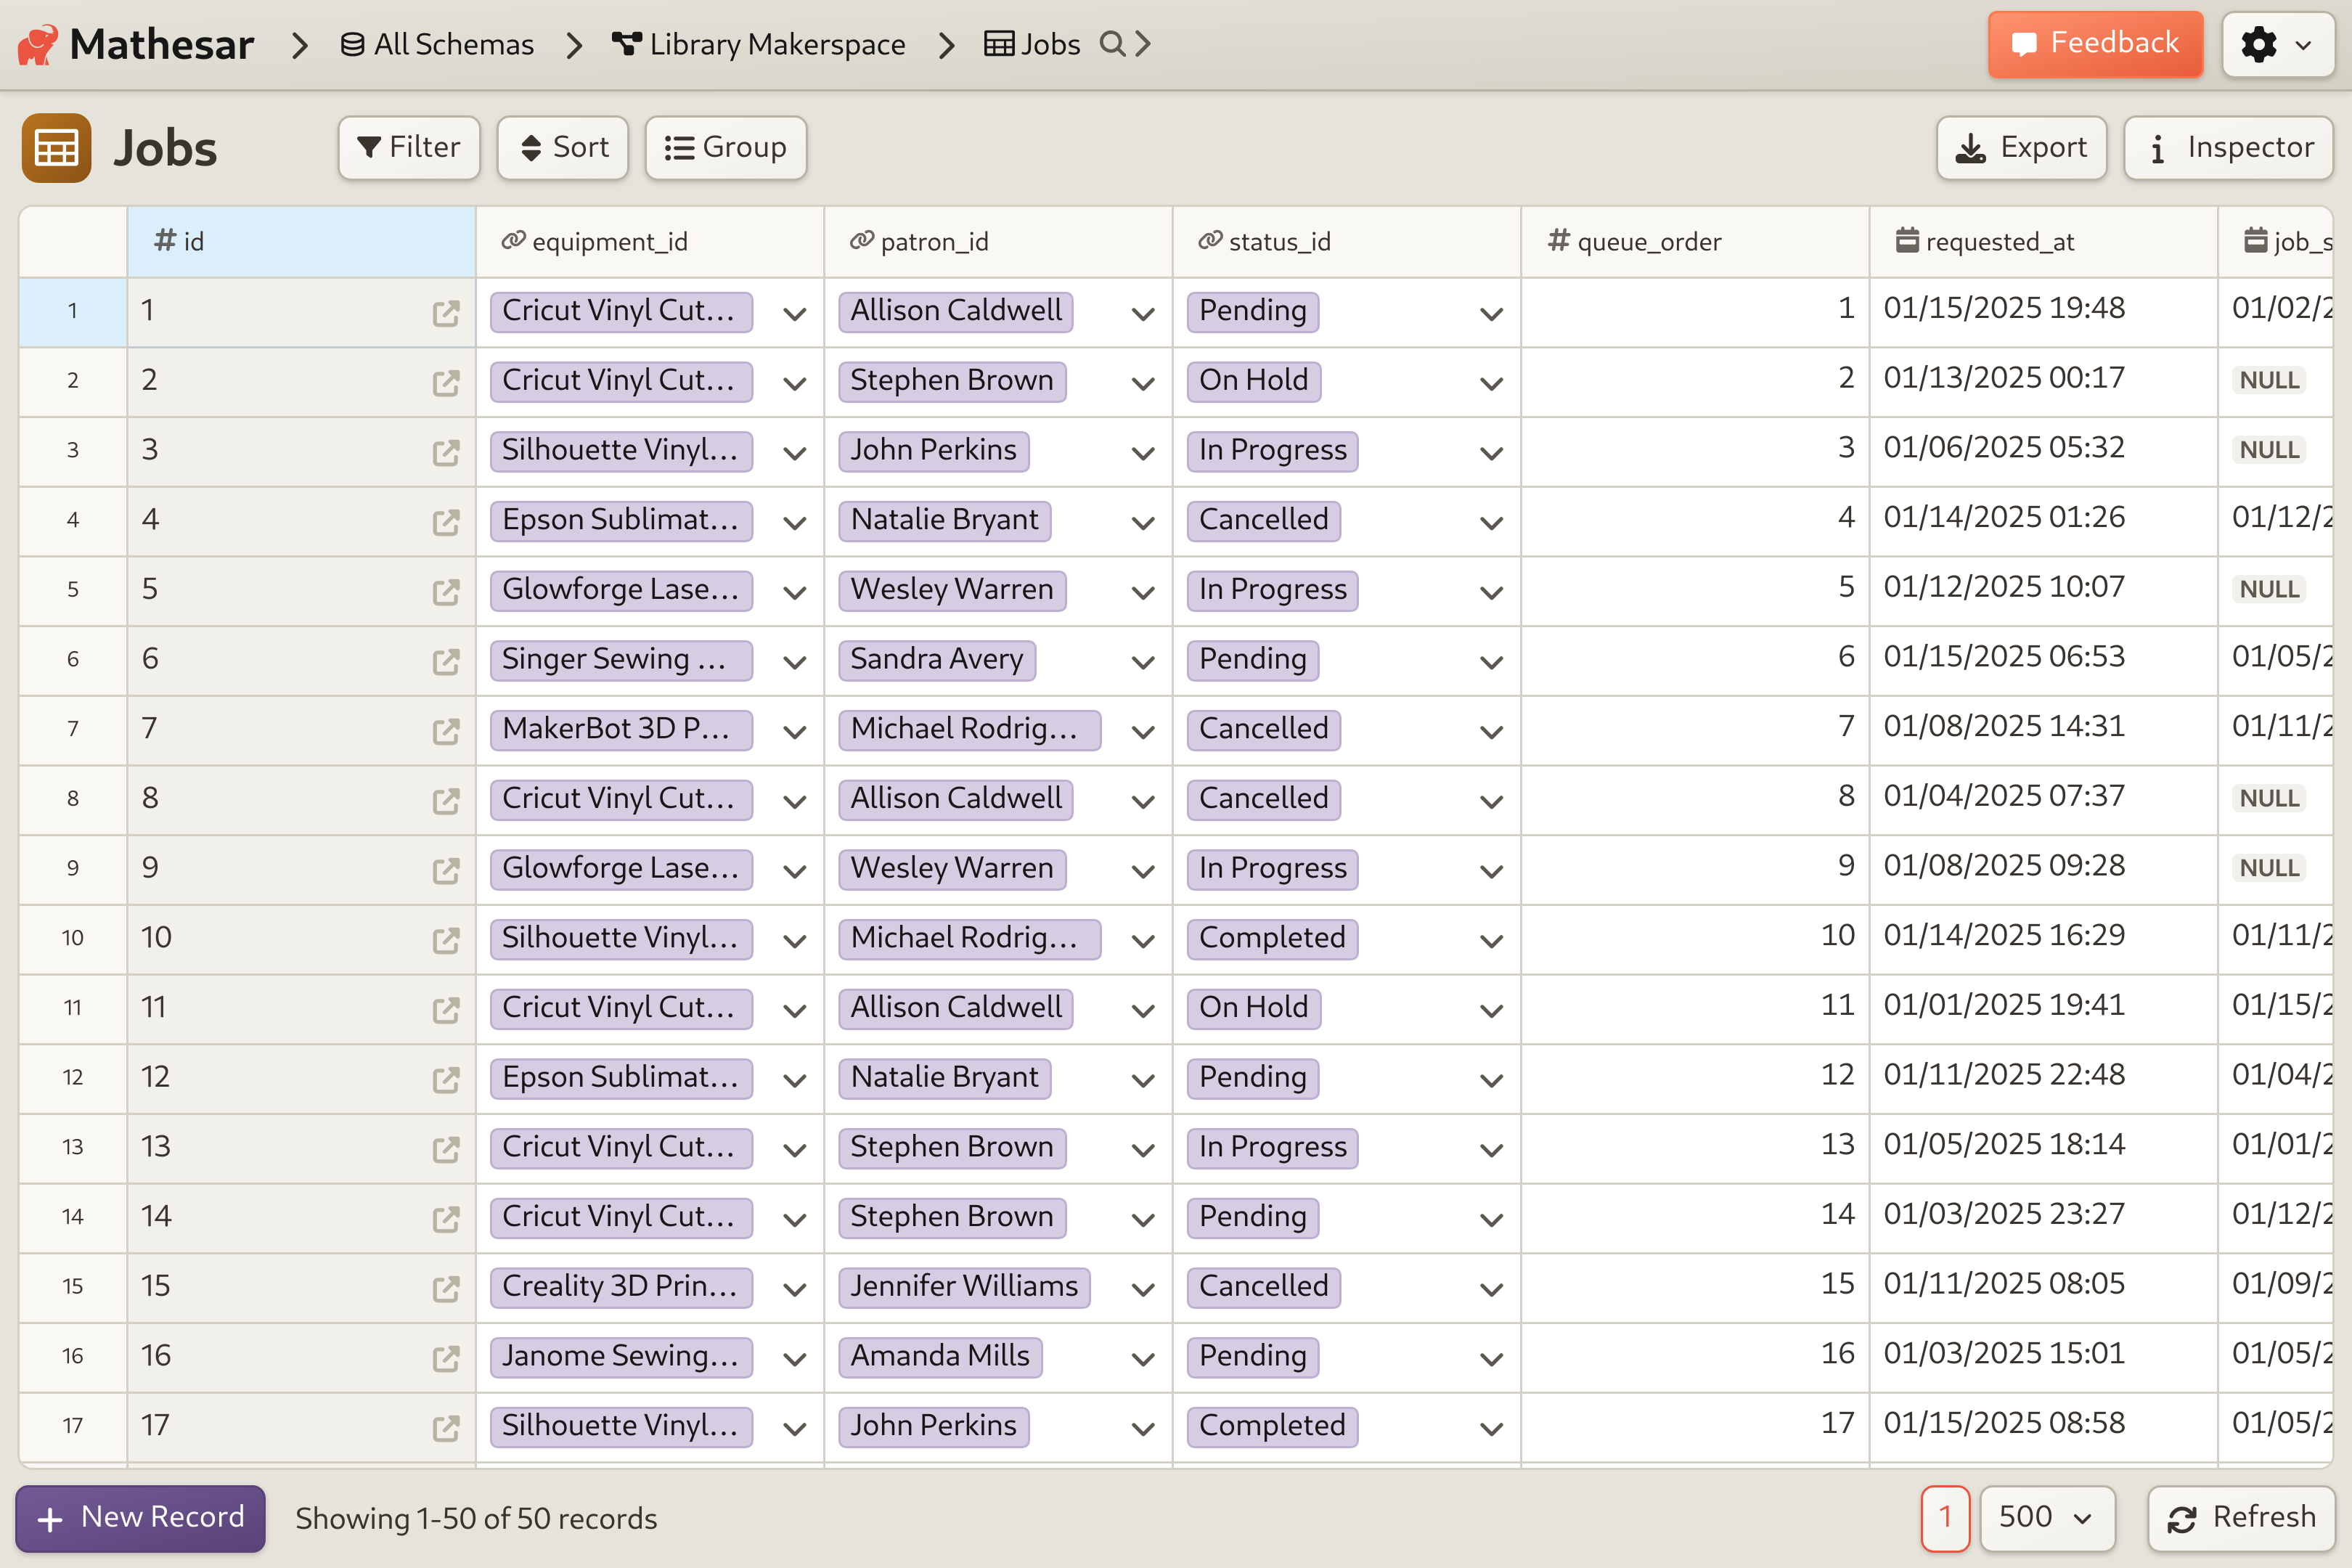 Mathesar > All Schemas > Library Makerspace > Jobs
Feedback
Jobs Filter Sort Group Export Inspector
id equipment_id patron_id status_id queue_order requested_at job_s
1 1 Cricut Vinyl Cut... Allison Caldwell Pending 1 01/15/2025 19:48 01/02/2
2 2 Cricut Vinyl Cut... Stephen Brown On Hold 2 01/13/2025 00:17 NULL
3 3 Silhouette Vinyl... John Perkins In Progress 3 01/06/2025 05:32 NULL
4 4 Epson Sublimat... Natalie Bryant Cancelled 4 01/14/2025 01:26 01/12/2
5 5 Glowforge Lase... Wesley Warren In Progress 5 01/12/2025 10:07 NULL
6 6 Singer Sewing ... Sandra Avery Pending 6 01/15/2025 06:53 01/05/2
7 7 MakerBot 3D P... Michael Rodrig... Cancelled 7 01/08/2025 14:31 01/11/2
8 8 Cricut Vinyl Cut... Allison Caldwell Cancelled 8 01/04/2025 07:37 NULL
9 9 Glowforge Lase... Wesley Warren In Progress 9 01/08/2025 09:28 NULL
10 10 Silhouette Vinyl... Michael Rodrig... Completed 10 01/14/2025 16:29 01/11/2
11 11 Cricut Vinyl Cut... Allison Caldwell On Hold 11 01/01/2025 19:41 01/15/2
12 12 Epson Sublimat... Natalie Bryant Pending 12 01/11/2025 22:48 01/04/2
13 13 Cricut Vinyl Cut... Stephen Brown In Progress 13 01/05/2025 18:14 01/01/2
14 14 Cricut Vinyl Cut... Stephen Brown Pending 14 01/03/2025 23:27 01/12/2
15 15 Creality 3D Prin... Jennifer Williams Cancelled 15 01/11/2025 08:05 01/09/2
16 16 Janome Sewing... Amanda Mills Pending 16 01/03/2025 15:01 01/05/2
17 17 Silhouette Vinyl... John Perkins Completed 17 01/15/2025 08:58 01/05/2
+ New Record Showing 1-50 of 50 records 1 500 Refresh